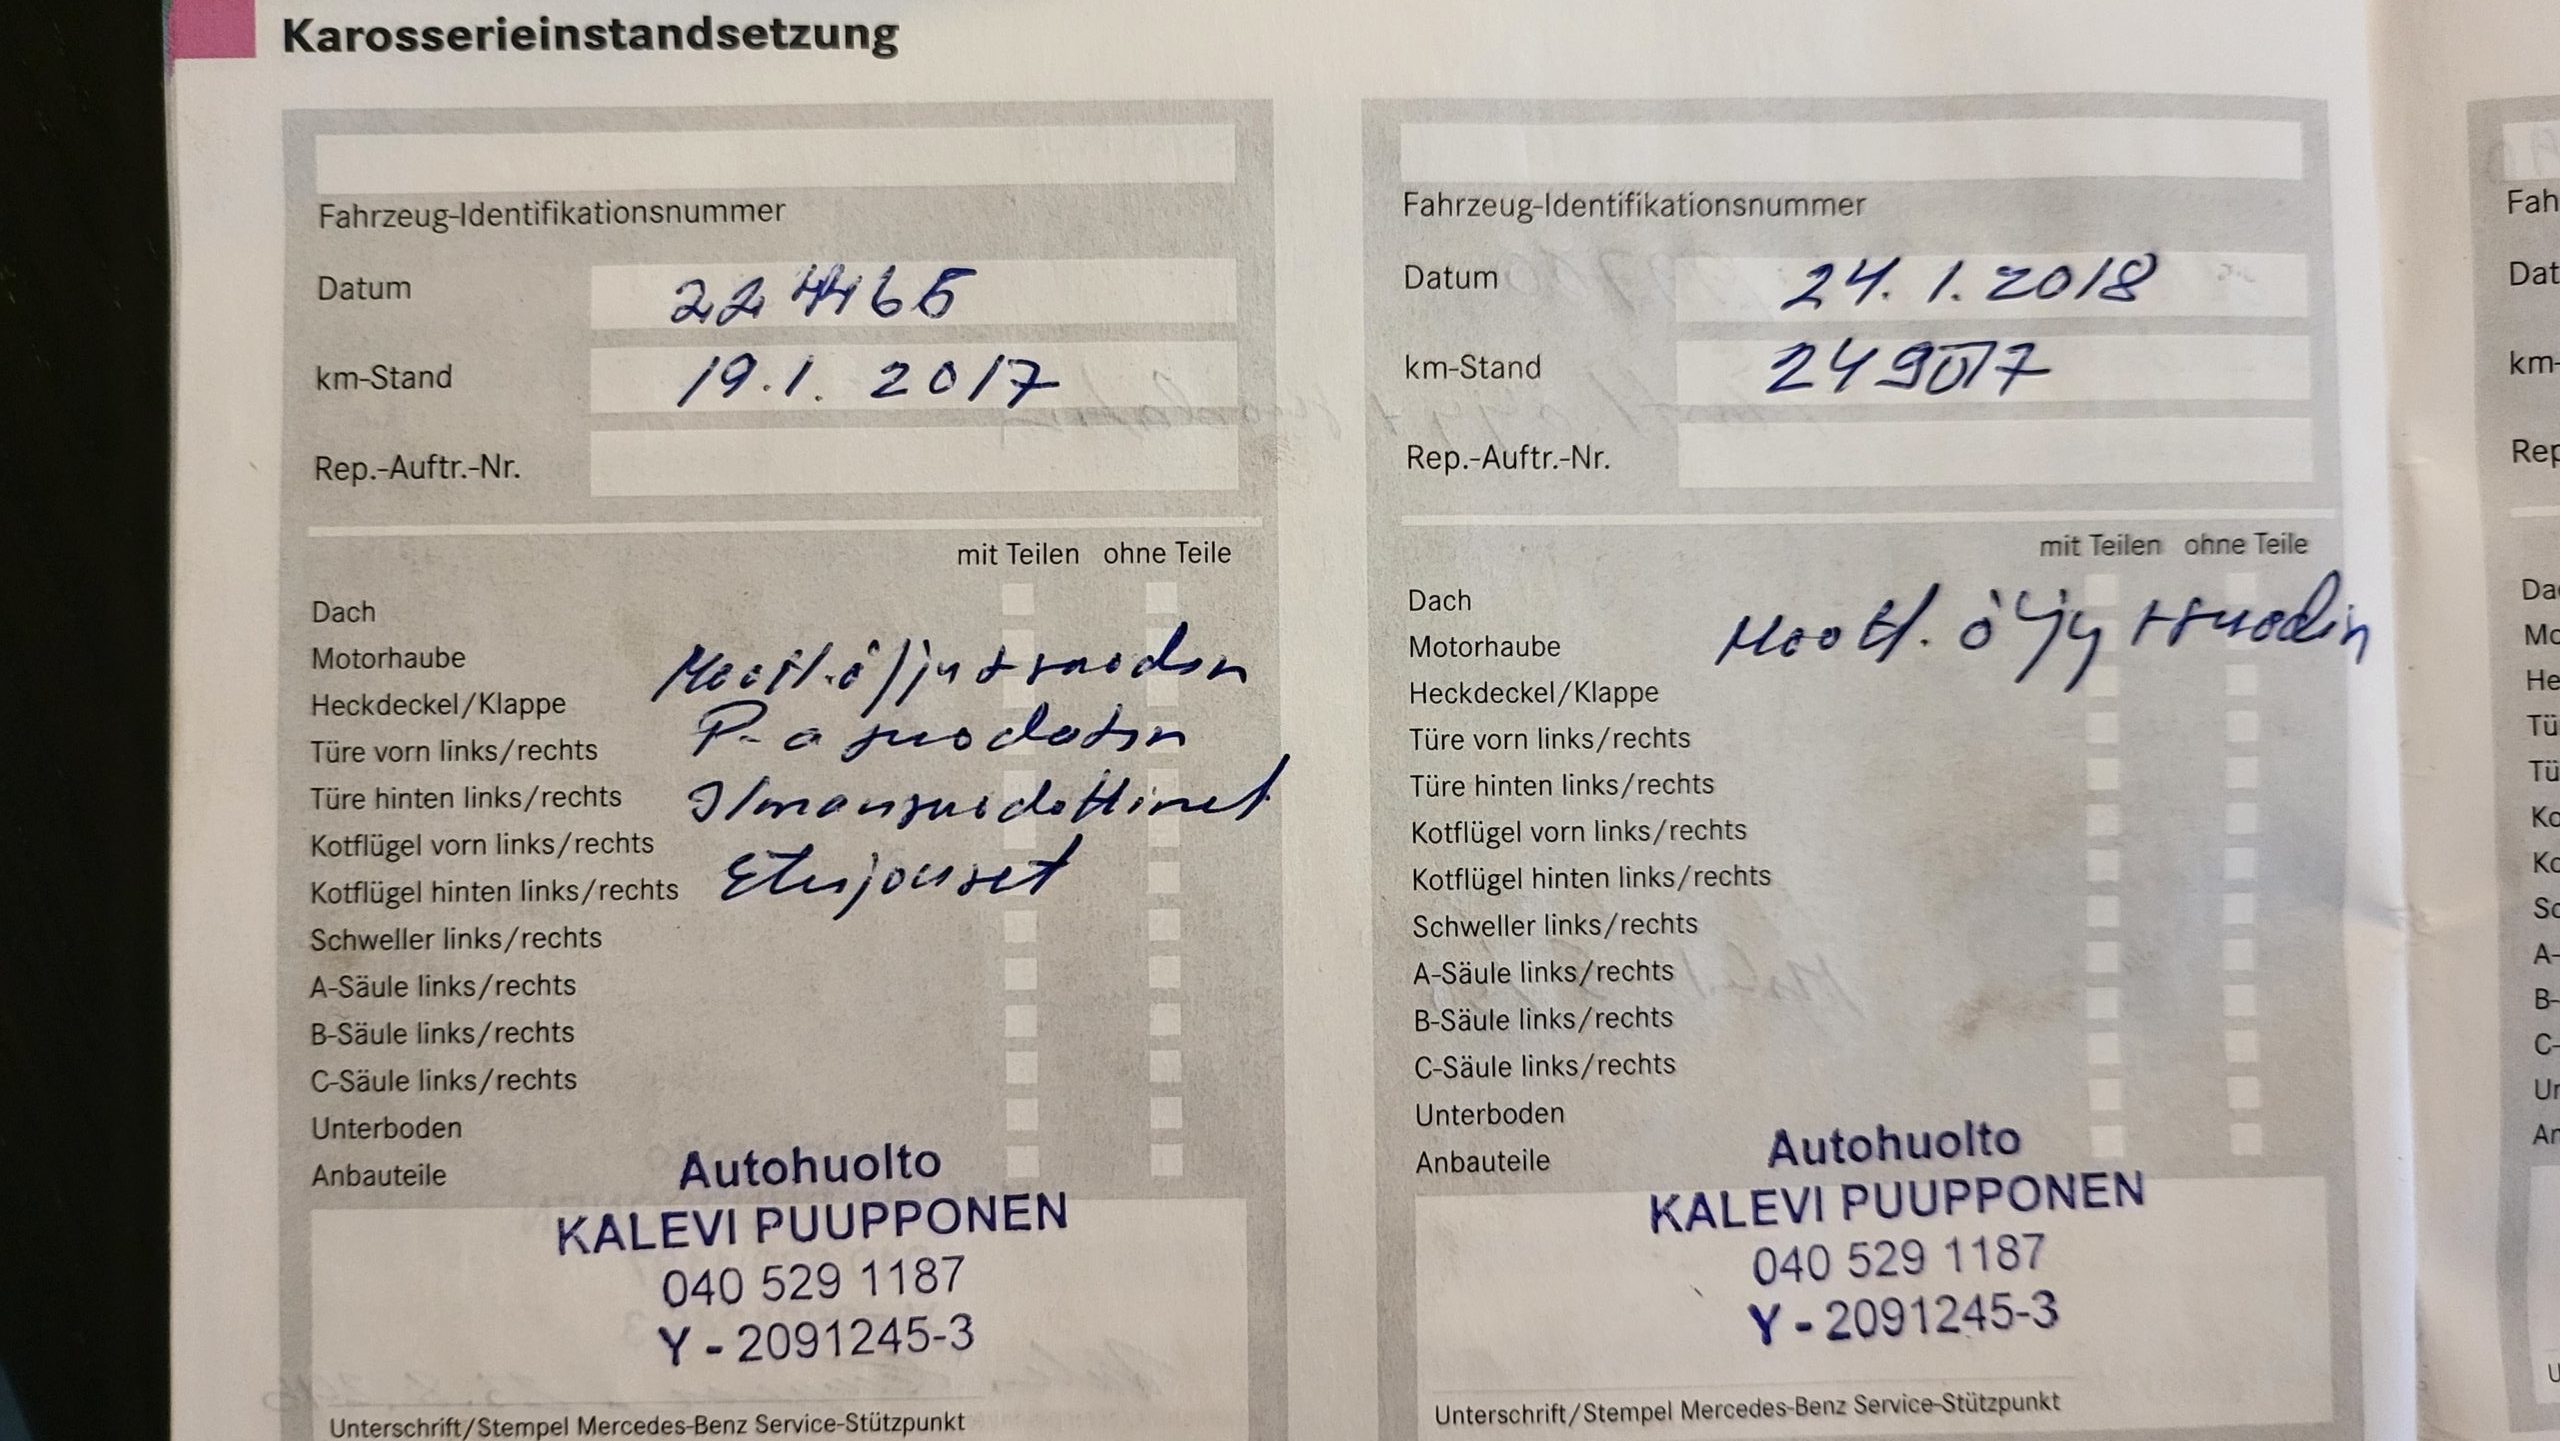 Karosserieinstandsetzung
Fahrzeug-Identifikationsnummer
Datum
km-Stand 19.1. 2017
Rep.-Auftr.-Nr.
mit Teilen ohne Teile
Dach
Motorhaube
Heckdeckel/Klappe
Türe vorn links/rechts
Türe hinten links/rechts
Kotflügel vorn links/rechts
Kotflügel hinten links/rechts
Schweller links/rechts
A-Säule links/rechts
B-Säule links/rechts
C-Säule links/rechts
Unterboden
Anbauteile
P-a suodatin
Ilmansuodattimet
Etujouset
Autohuolto
KALEVI PUUPPONEN
040 529 1187
Y - 2091245-3
Unterschrift/Stempel Mercedes-Benz Service-Stützpunkt
Fahrzeug-Identifikationsnummer
Datum 24.1.2018
km-Stand
Rep.-Auftr.-Nr.
mit Teilen ohne Teile
Dach
Motorhaube
Heckdeckel/Klappe
Türe vorn links/rechts
Türe hinten links/rechts
Kotflügel vorn links/rechts
Kotflügel hinten links/rechts
Schweller links/rechts
A-Säule links/rechts
B-Säule links/rechts
C-Säule links/rechts
Unterboden
Anbauteile
Autohuolto
KALEVI PUUPPONEN
040 529 1187
Y - 2091245-3
Unterschrift/Stempel Mercedes-Benz Service-Stützpunkt